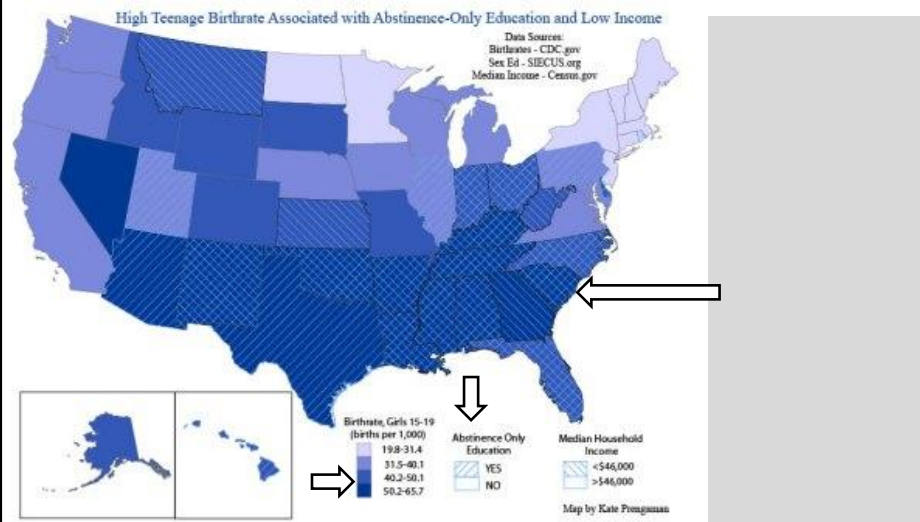 High Teenage Birthrate Associated with Abstinence-Only Education and Low Income
Data Sources:
Birthrates - CDC.gov
Sex Ed - SIECUS.org
Median Income - Census.gov
Birthrate, Girls 15-19
(births per 1,000)
19.8-31.4
31.5-40.1
40.2-50.1
50.2-65.7
Abstinence Only
Education
YES
NO
Median Household
Income
<$46,000
>$46,000
Map by Kate Prengaman